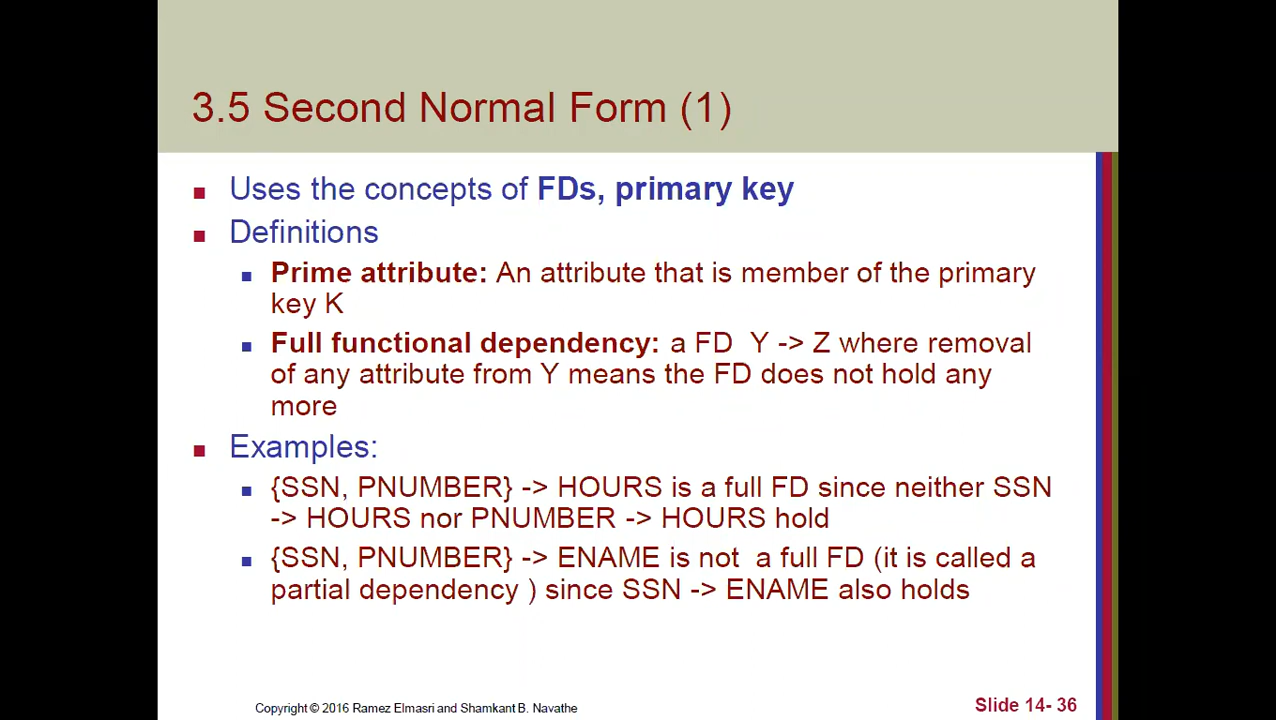 3.5 Second Normal Form (1)
Uses the concepts of FDs, primary key
Definitions
Prime attribute: An attribute that is member of the primary
key K
Full functional dependency: a FD Y -> Z where removal
of any attribute from Y means the FD does not hold any
more
Examples:
{SSN, PNUMBER} -> HOURS is a full FD since neither SSN
-> HOURS nor PNUMBER -> HOURS hold
{SSN, PNUMBER} -> ENAME is not a full FD (it is called a
partial dependency ) since SSN -> ENAME also holds
Copyright © 2016 Ramez Elmasri and Shamkant B. Navathe
Slide 14- 36